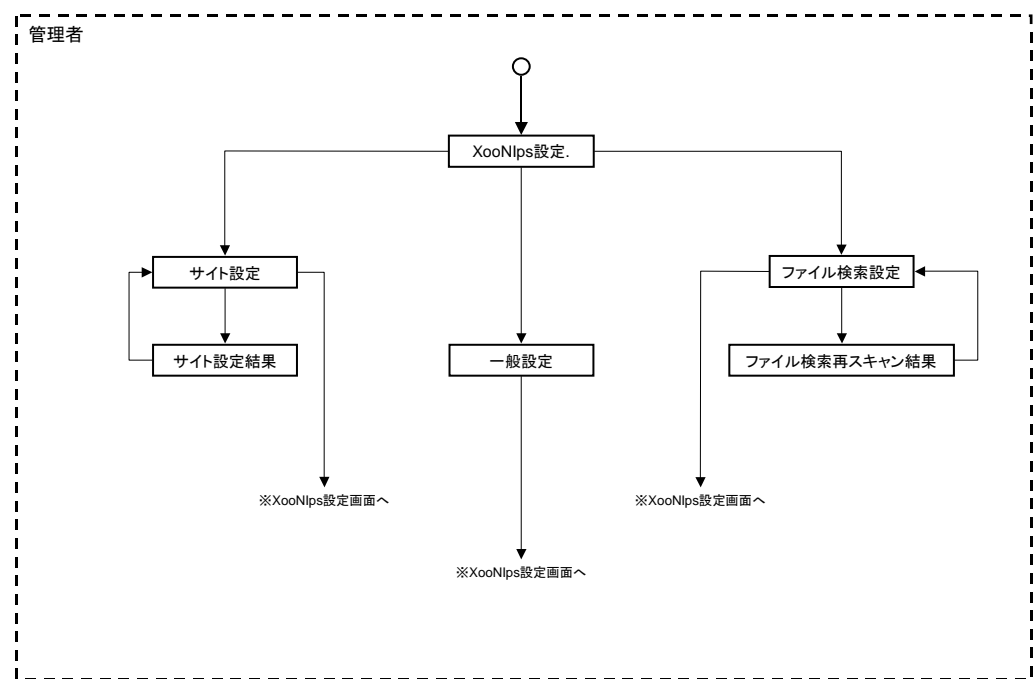 管理者
XooNIps設定.
サイト設定
ファイル検索設定
サイト設定結果
一般設定
ファイル検索再スキャン結果
※XooNIps設定画面へ
※XooNIps設定画面へ
※XooNIps設定画面へ